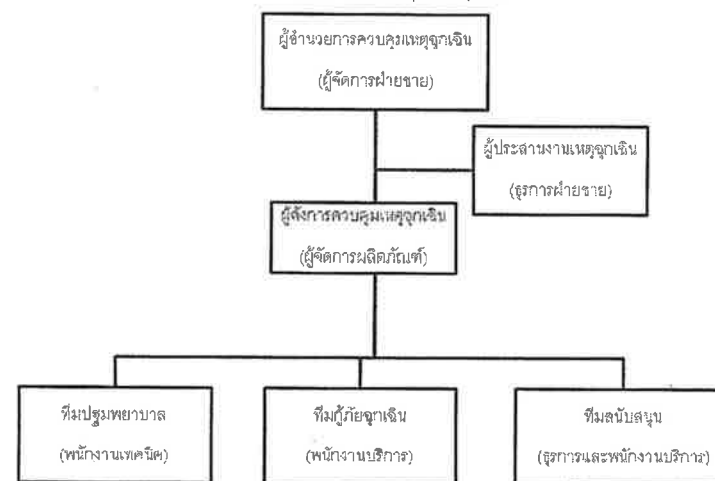 ผู้อำนวยการควบคุมเหตุฉุกเฉิน
(ผู้จัดการฝ่ายขาย)
ผู้ประสานงานเหตุฉุกเฉิน
(ธุรการฝ่ายขาย)
ผู้สั่งการควบคุมเหตุฉุกเฉิน
(ผู้จัดการผลิตภัณฑ์)
ทีมปฐมพยาบาล
(พนักงานเทคนิค)
ทีมกู้ภัยฉุกเฉิน
(พนักงานบริการ)
ทีมสนับสนุน
(ธุรการและพนักงานบริการ)